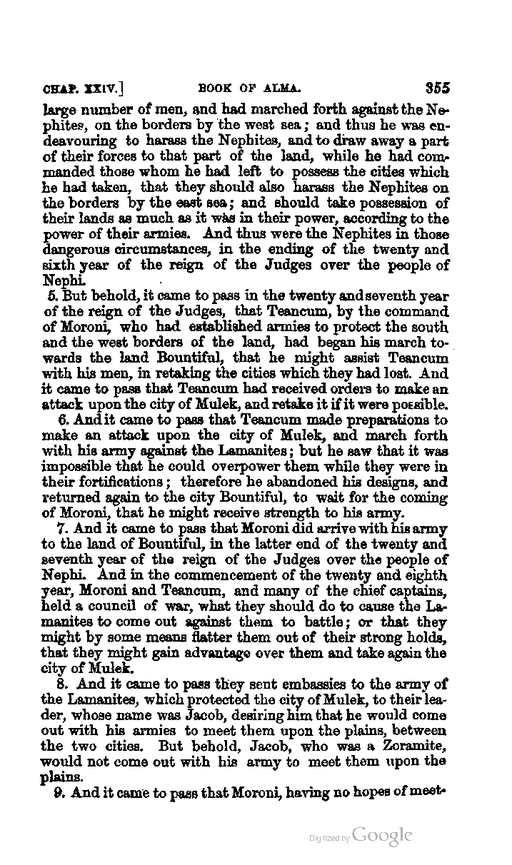 CHAP. XXIV.] BOOK OF ALMA. 355
large number of men, and had marched forth against the Ne-
phites, on the borders by the west sea; and thus he was en-
deavouring to harass the Nephites, and to draw away a part
of their forces to that part of the land, while he had com-
manded those whom he had left to possess the cities which
he had taken, that they should also harass the Nephites on
the borders by the east sea; and should take possession of
their lands as much as it was in their power, according to the
power of their armies. And thus were the Nephites in those
dangerous circumstances, in the ending of the twenty and
sixth year of the reign of the Judges over the people of
Nephi.
5. But behold, it came to pass in the twenty and seventh year
of the reign of the Judges, that Teancum, by the command
of Moroni, who had established armies to protect the south
and the west borders of the land, had began his march to-
wards the land Bountiful, that he might assist Teancum
with his men, in retaking the cities which they had lost. And
it came to pass that Teancum had received orders to make an
attack upon the city of Mulek, and retake it if it were possible.
6. And it came to pass that Teancum made preparations to
make an attack upon the city of Mulek, and march forth
with his army against the Lamanites; but he saw that it was
impossible that he could overpower them while they were in
their fortifications; therefore he abandoned his designs, and
returned again to the city Bountiful, to wait for the coming
of Moroni, that he might receive strength to his army.
7. And it came to pass that Moroni did arrive with his army
to the land of Bountiful, in the latter end of the twenty and
seventh year of the reign of the Judges over the people of
Nephi. And in the commencement of the twenty and eighth
year, Moroni and Teancum, and many of the chief captains,
held a council of war, what they should do to cause the La-
manites to come out against them to battle; or that they
might by some means flatter them out of their strong holds,
that they might gain advantage over them and take again the
city of Mulek.
8. And it came to pass they sent embassies to the army of
the Lamanites, which protected the city of Mulek, to their lea-
der, whose name was Jacob, desiring him that he would come
out with his armies to meet them upon the plains, between
the two cities. But behold, Jacob, who was a Zoramite,
would not come out with his army to meet them upon the
plains.
9. And it came to pass that Moroni, having no hopes of meet-
Digitized by Google